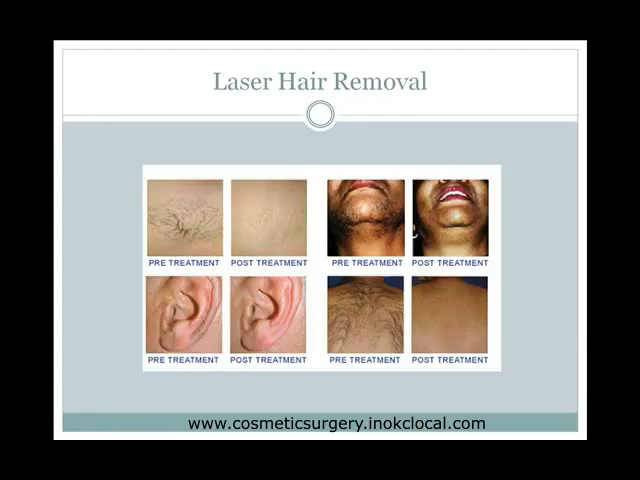 Laser Hair Removal
PRE TREATMENT POST TREATMENT PRE TREATMENT POST TREATMENT
PRE TREATMENT POST TREATMENT PRE TREATMENT POST TREATMENT
www.cosmeticsurgery.inokclocal.com